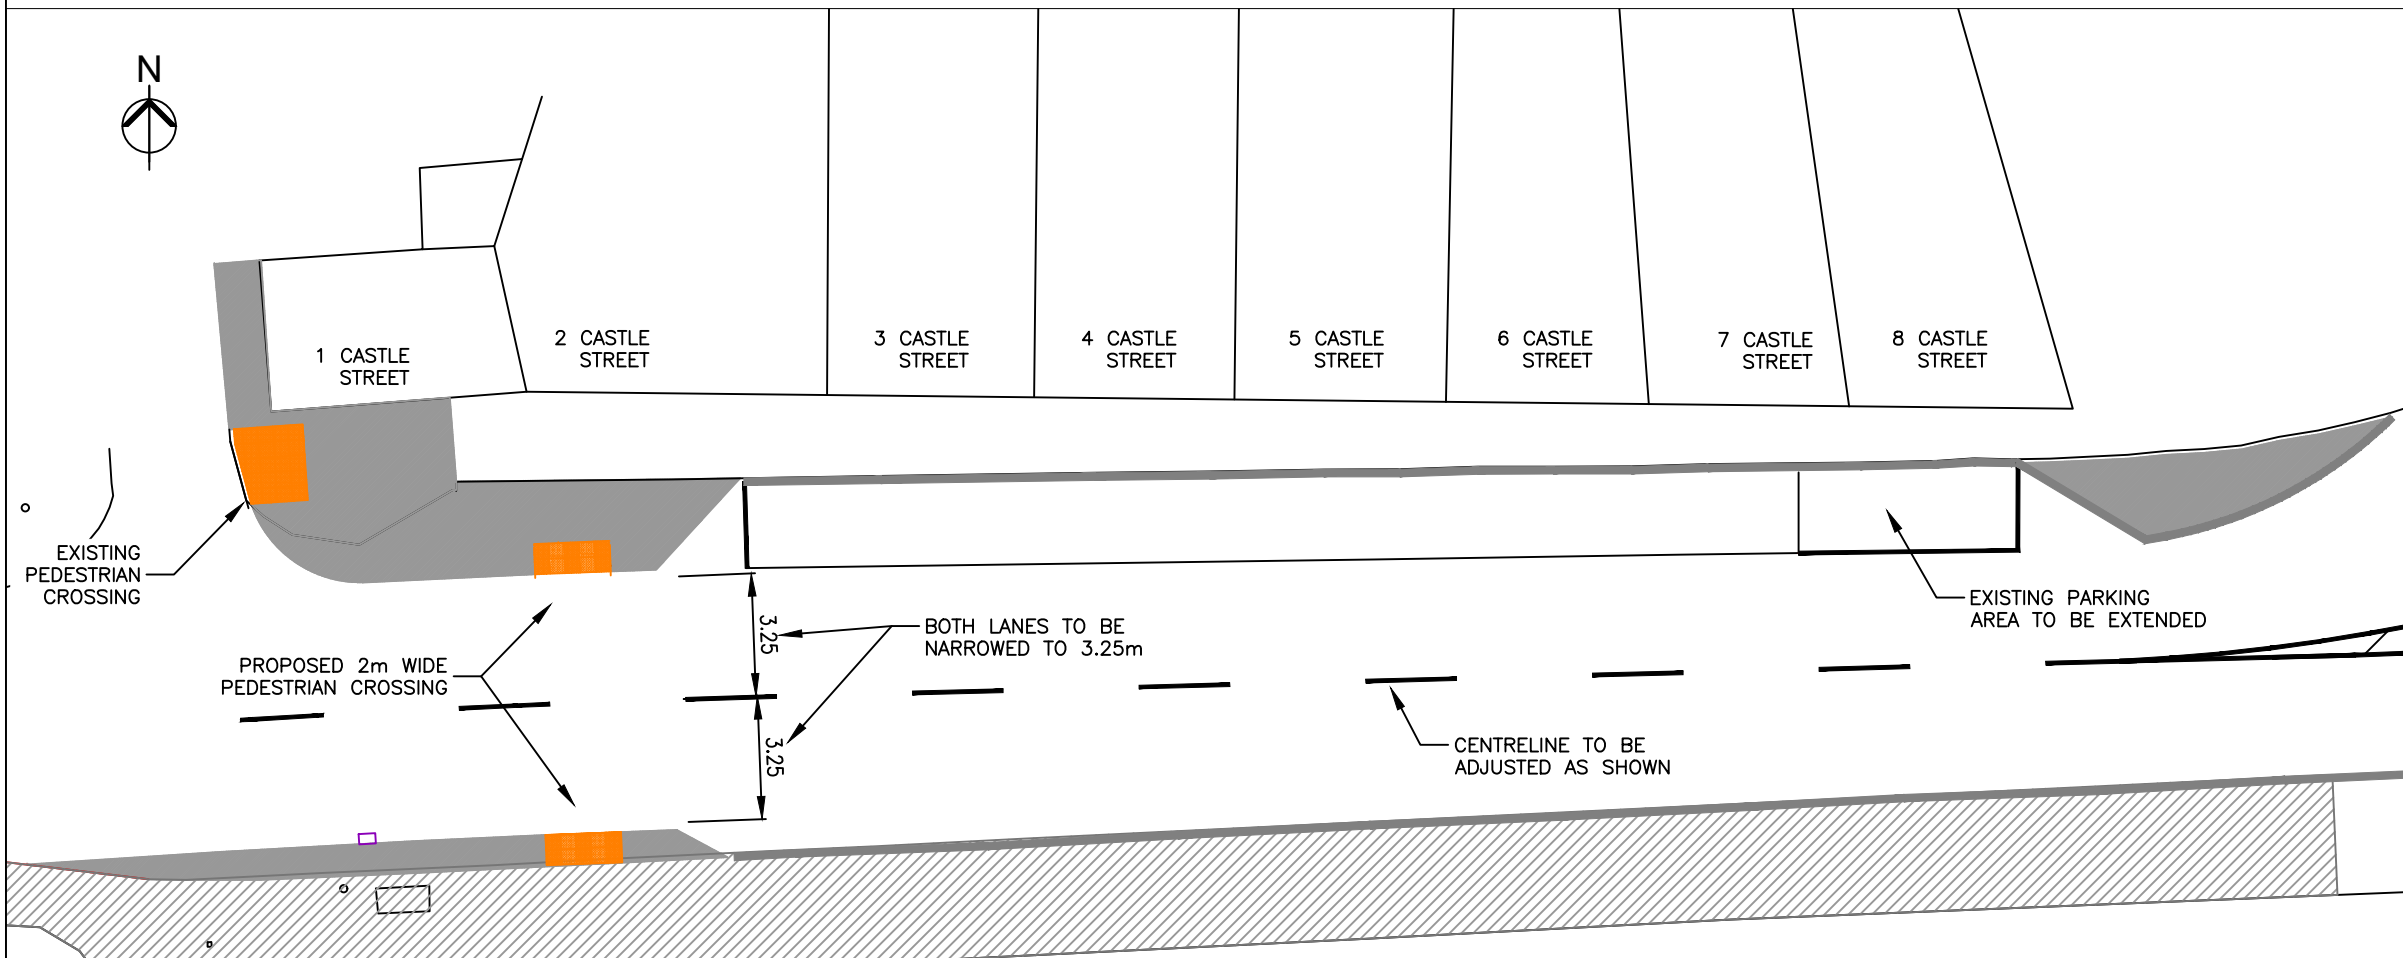 N
1 CASTLE
STREET
2 CASTLE
STREET
3 CASTLE
STREET
4 CASTLE
STREET
5 CASTLE
STREET
6 CASTLE
STREET
7 CASTLE
STREET
8 CASTLE
STREET
EXISTING
PEDESTRIAN
CROSSING
PROPOSED 2m WIDE
PEDESTRIAN CROSSING
3.25
3.25
BOTH LANES TO BE
NARROWED TO 3.25m
CENTRELINE TO BE
ADJUSTED AS SHOWN
EXISTING PARKING
AREA TO BE EXTENDED